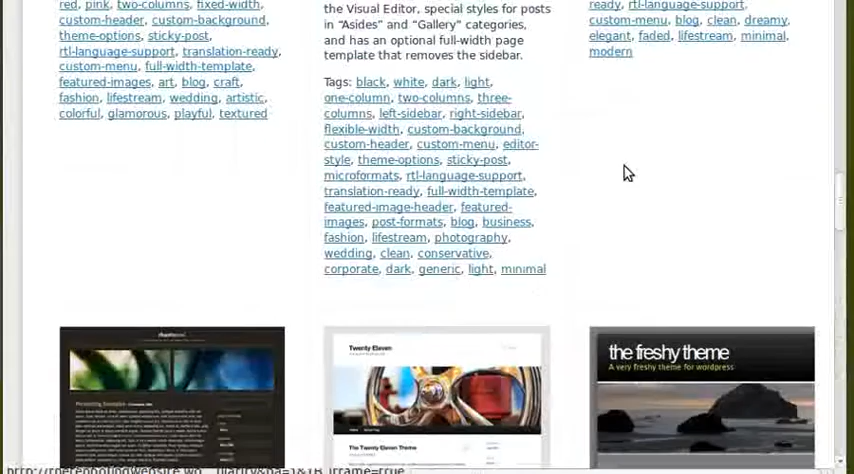 red, pink, two-columns, fixed-width,
custom-header, custom-background,
theme-options, sticky-post,
rtl-language-support, translation-ready,
custom-menu, full-width-template,
featured-images, art, blog, craft,
fashion, lifestream, wedding, artistic,
colorful, glamorous, playful, textured
the Visual Editor, special styles for posts
in “Asides” and “Gallery” categories,
and has an optional full-width page
template that removes the sidebar.
Tags: black, white, dark, light,
one-column, two-columns, three-
columns, left-sidebar, right-sidebar,
flexible-width, custom-background,
custom-header, custom-menu, editor-
style, theme-options, sticky-post,
microformats, rtl-language-support,
translation-ready, full-width-template,
featured-image-header, featured-
images, post-formats, blog, business,
fashion, lifestream, photography,
wedding, clean, conservative,
corporate, dark, generic, light, minimal
ready, rtl-language-support,
custom-menu, blog, clean, dreamy,
elegant, faded, lifestream, minimal,
modern
Twenty Eleven
The Twenty Eleven Theme
the freshy theme
A very freshy theme for wordpress